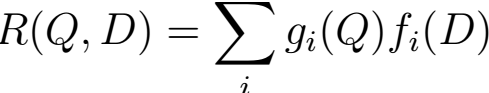 R(Q, D) = \sum_i g_i(Q) f_i(D)